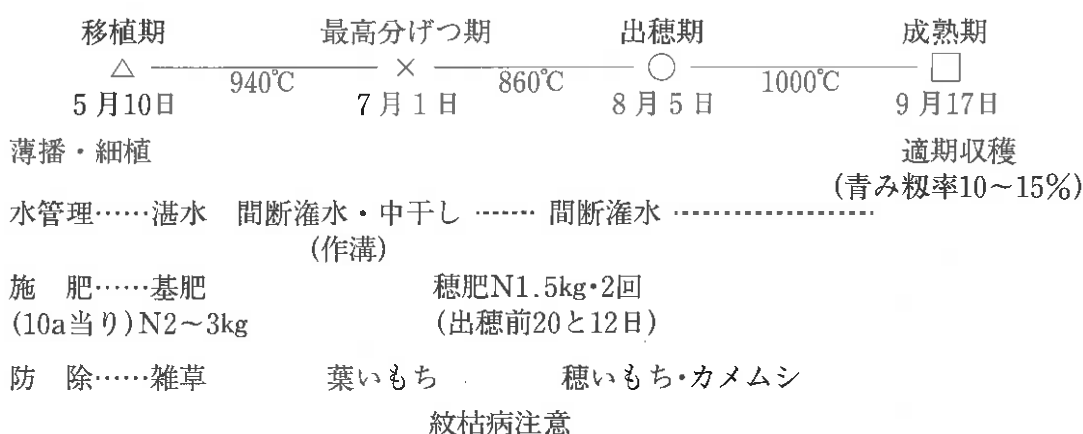 移植期 最高分げつ期 出穂期 成熟期
△ 940℃ × 860℃ ○ 1000℃ □
5月10日 7月1日 8月5日 9月17日
薄播・細植 適期収穫
(青み籾率10～15%)
水管理……湛水 間断潅水・中干し ……… 間断潅水 ………………………
(作溝)
施 肥……基肥 穂肥N1.5kg・2回
(10a当り)N2～3kg (出穂前20と12日)
防 除……雑草 葉いもち 穂いもち・カメムシ
紋枯病注意